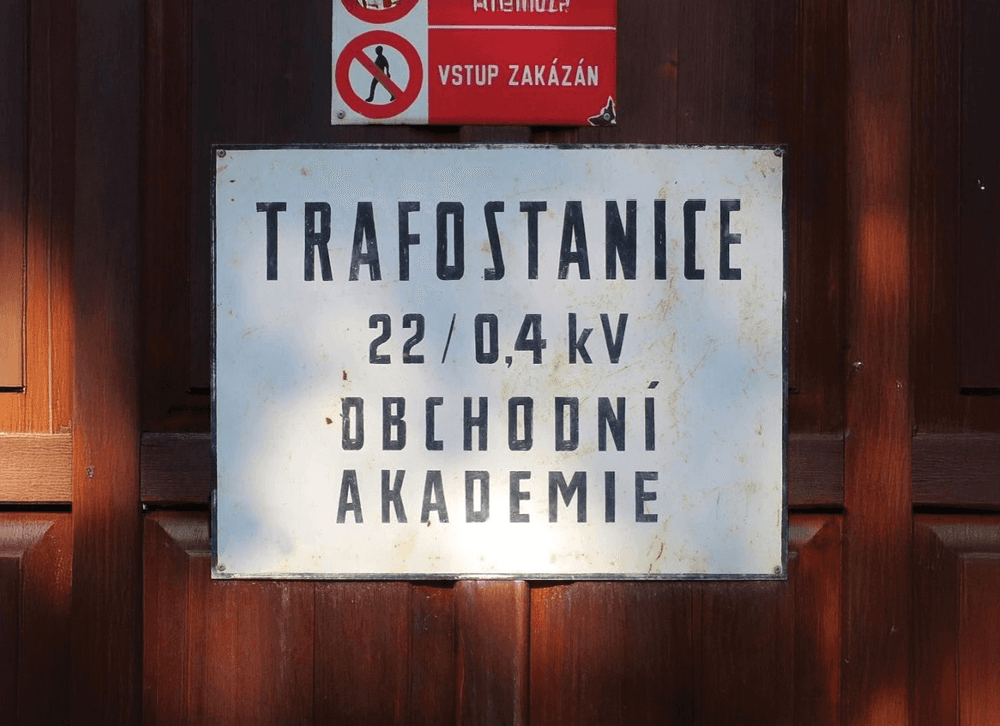 VSTUP ZAKÁZÁN
TRAFOSTANICE
22/0,4 kV
OBCHODNÍ
AKADEMIE